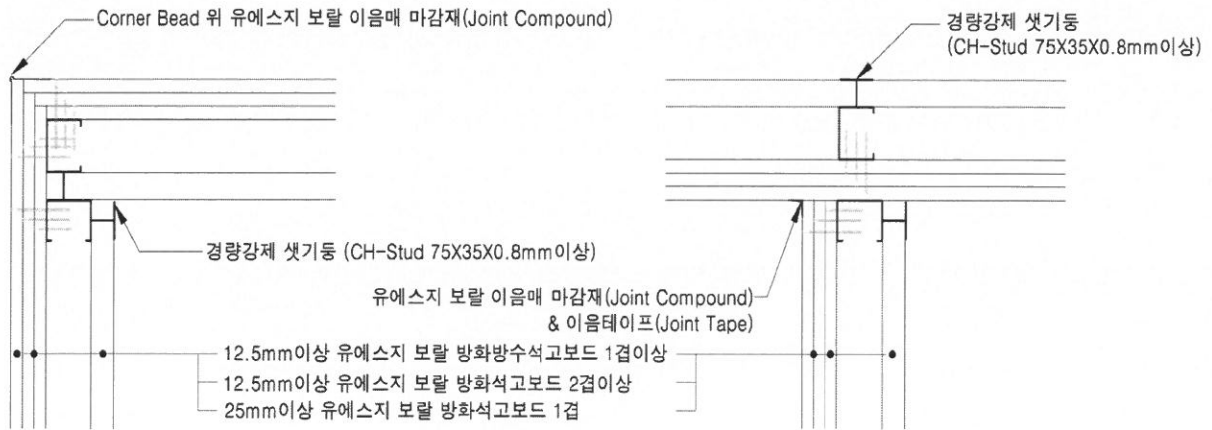 Corner Bead 위 유에스지 보랄 이음매 마감재(Joint Compound)
경량강제 샛기둥
(CH-Stud 75X35X0.8mm이상)
경량강제 샛기둥 (CH-Stud 75X35X0.8mm이상)
유에스지 보랄 이음매 마감재(Joint Compound)
& 이음테이프(Joint Tape)
12.5mm이상 유에스지 보랄 방화방수석고보드 1겹이상
12.5mm이상 유에스지 보랄 방화석고보드 2겹이상
25mm이상 유에스지 보랄 방화석고보드 1겹